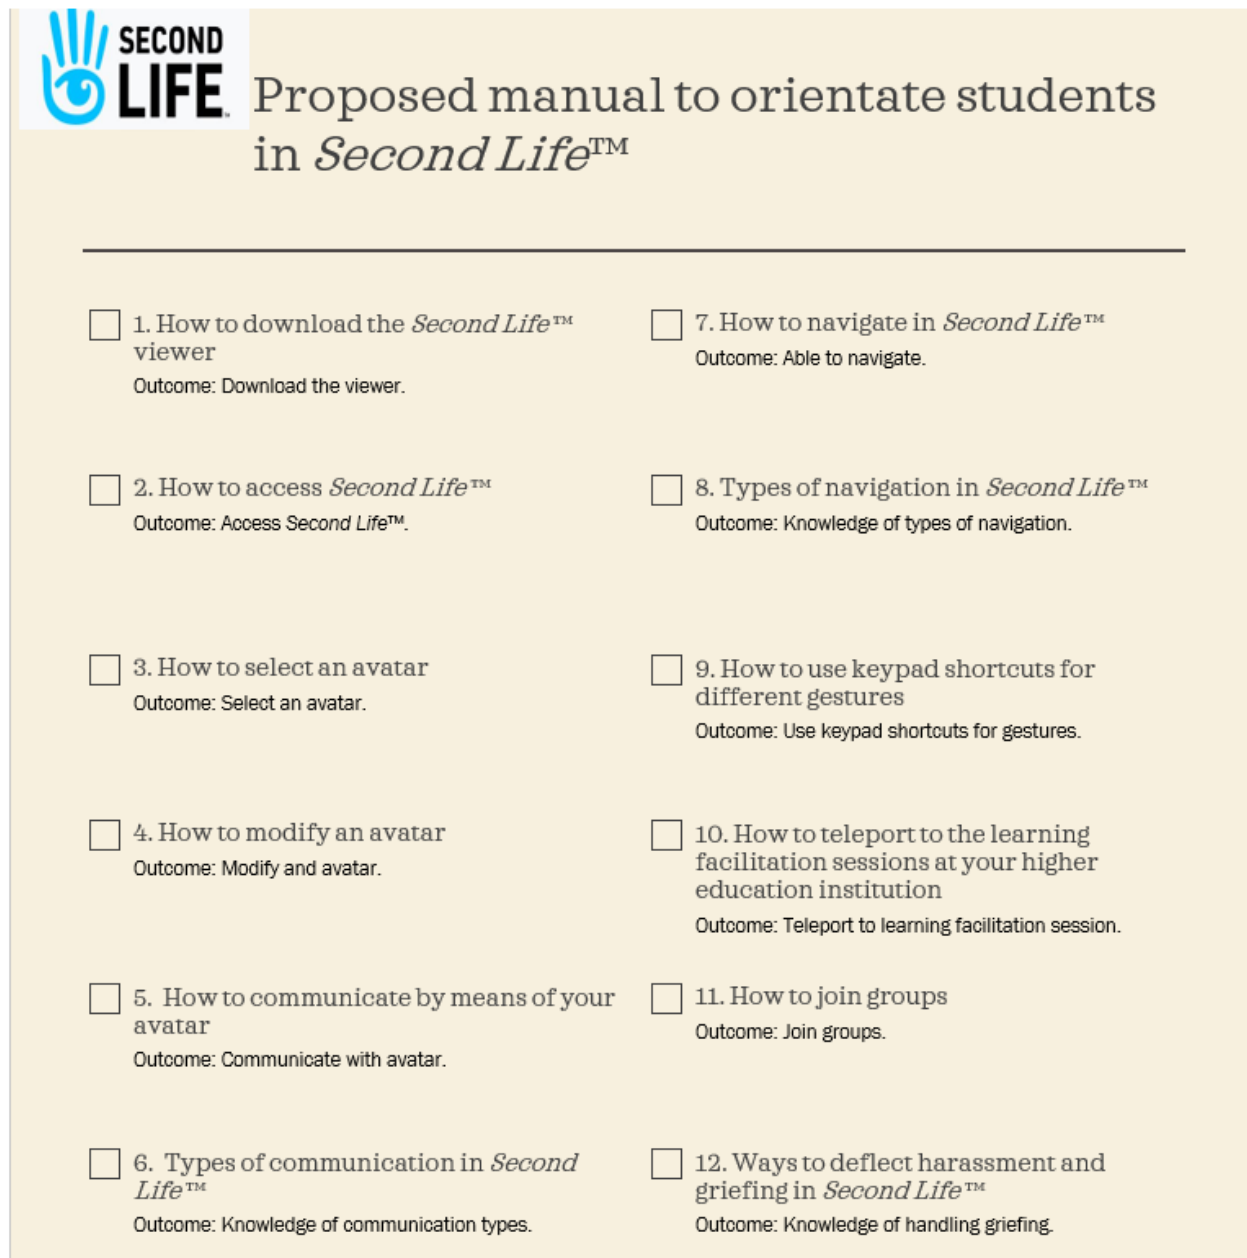 SECOND
LIFE™
Proposed manual to orientate students
in Second Life™
1. How to download the Second Life™
viewer
Outcome: Download the viewer.
2. How to access Second Life™
Outcome: Access Second Life™.
3. How to select an avatar
Outcome: Select an avatar.
4. How to modify an avatar
Outcome: Modify and avatar.
5. How to communicate by means of your
avatar
Outcome: Communicate with avatar.
6. Types of communication in Second
Life™
Outcome: Knowledge of communication types.
7. How to navigate in Second Life™
Outcome: Able to navigate.
8. Types of navigation in Second Life™
Outcome: Knowledge of types of navigation.
9. How to use keypad shortcuts for
different gestures
Outcome: Use keypad shortcuts for gestures.
10. How to teleport to the learning
facilitation sessions at your higher
education institution
Outcome: Teleport to learning facilitation session.
11. How to join groups
Outcome: Join groups.
12. Ways to deflect harassment and
griefing in Second Life™
Outcome: Knowledge of handling griefing.